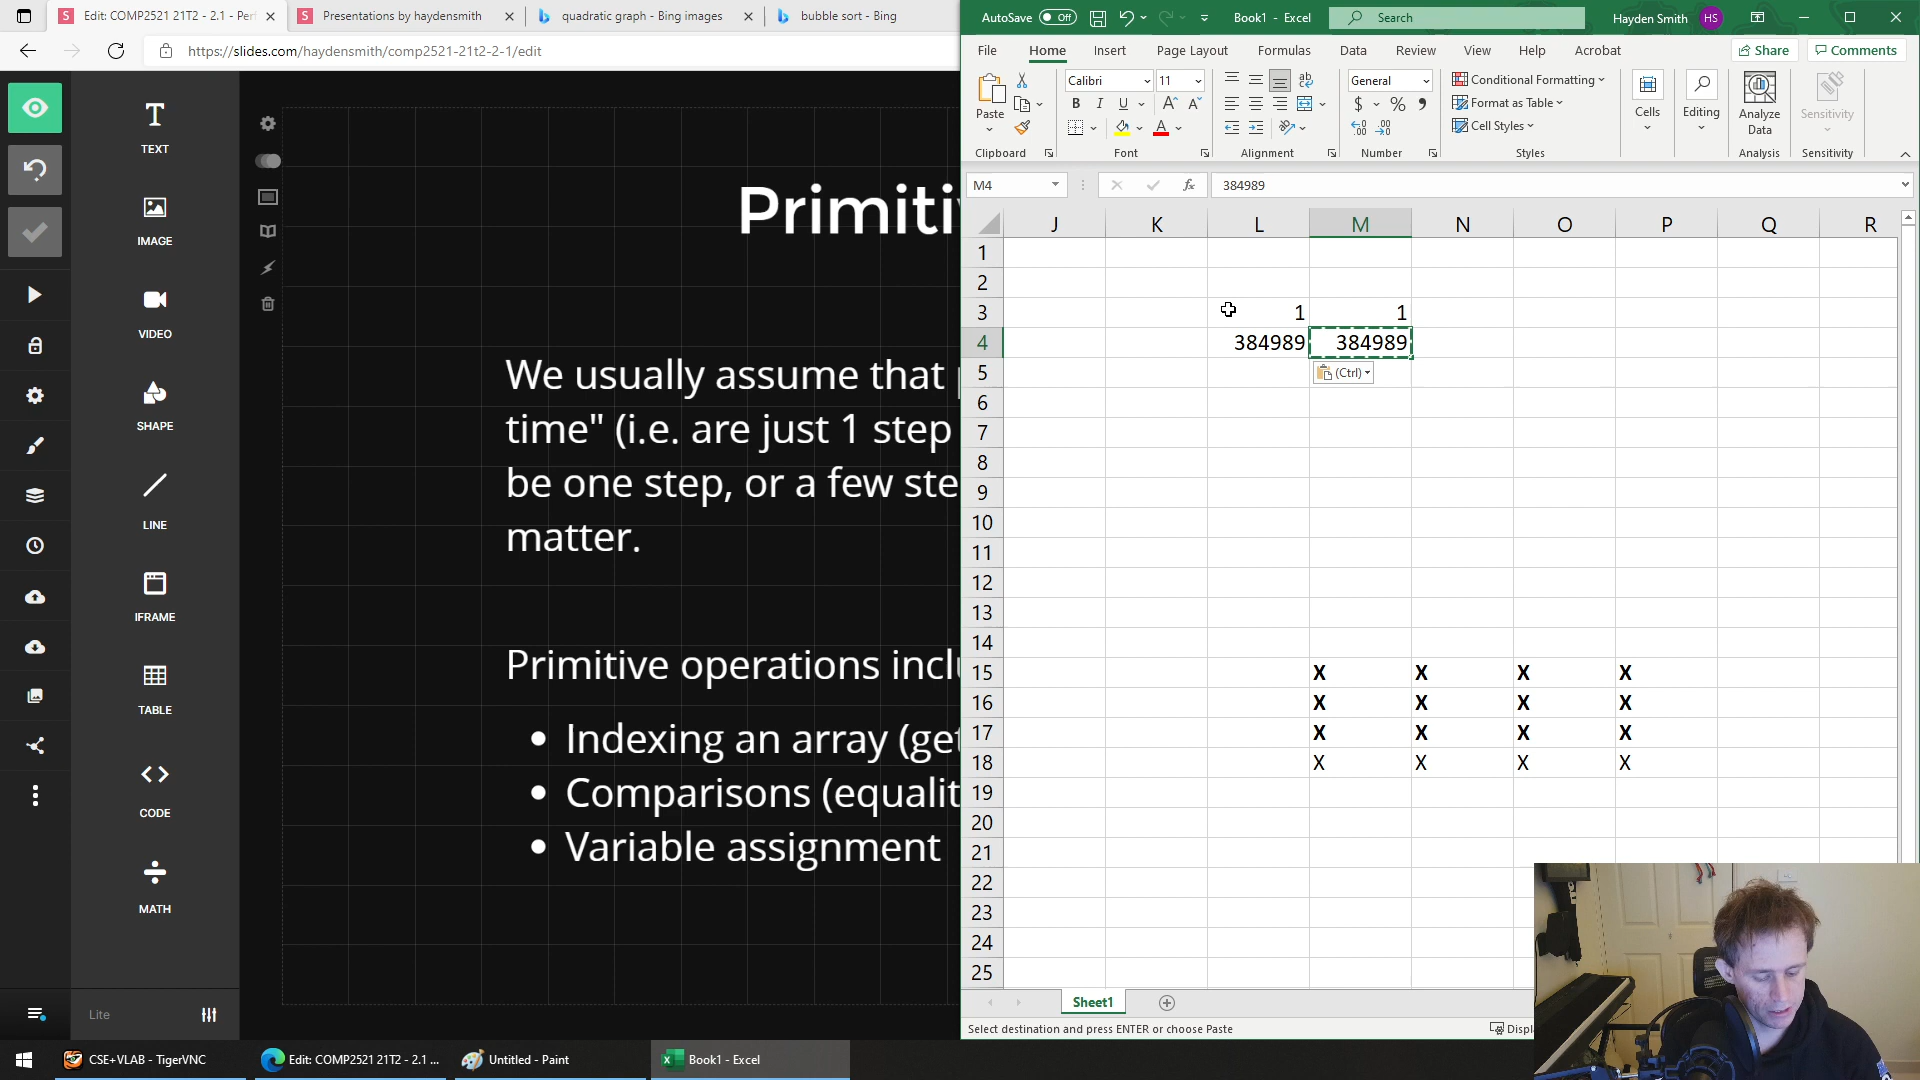 Edit: COMP2521 21T2 - 2.1 - Perf
Presentations by haydensmith
quadratic graph - Bing images
bubble sort - Bing
https://slides.com/haydensmith/comp2521-21t2-2-1/edit
TEXT
IMAGE
VIDEO
SHAPE
LINE
IFRAME
TABLE
CODE
MATH
Lite
Primiti
We usually assume that
time" (i.e. are just 1 step
be one step, or a few ste
matter.
Primitive operations incl
Indexing an array (get
Comparisons (equalit
Variable assignment
AutoSave Off
Book1 - Excel
Search
Hayden Smith HS
File Home Insert Page Layout Formulas Data Review View Help Acrobat
Share Comments
Paste
Clipboard
Calibri 11
B I U A A
A
Font
ab
Alignment
General
$ % 9
Number
Conditional Formatting
Format as Table
Cell Styles
Styles
Cells
Editing
Analyze
Data
Analysis
Sensitivity
Sensitivity
M4 fx 384989
J K L M N O P Q R
1
2
3 1 1
4 384989 384989
5 (Ctrl)
6
7
8
9
10
11
12
13
14
15 X X X X
16 X X X X
17 X X X X
18 X X X X
19
20
21
22
23
24
25
Sheet1
Select destination and press ENTER or choose Paste
CSE+VLAB - TigerVNC
Edit: COMP2521 21T2 - 2.1 ...
Untitled - Paint
Book1 - Excel